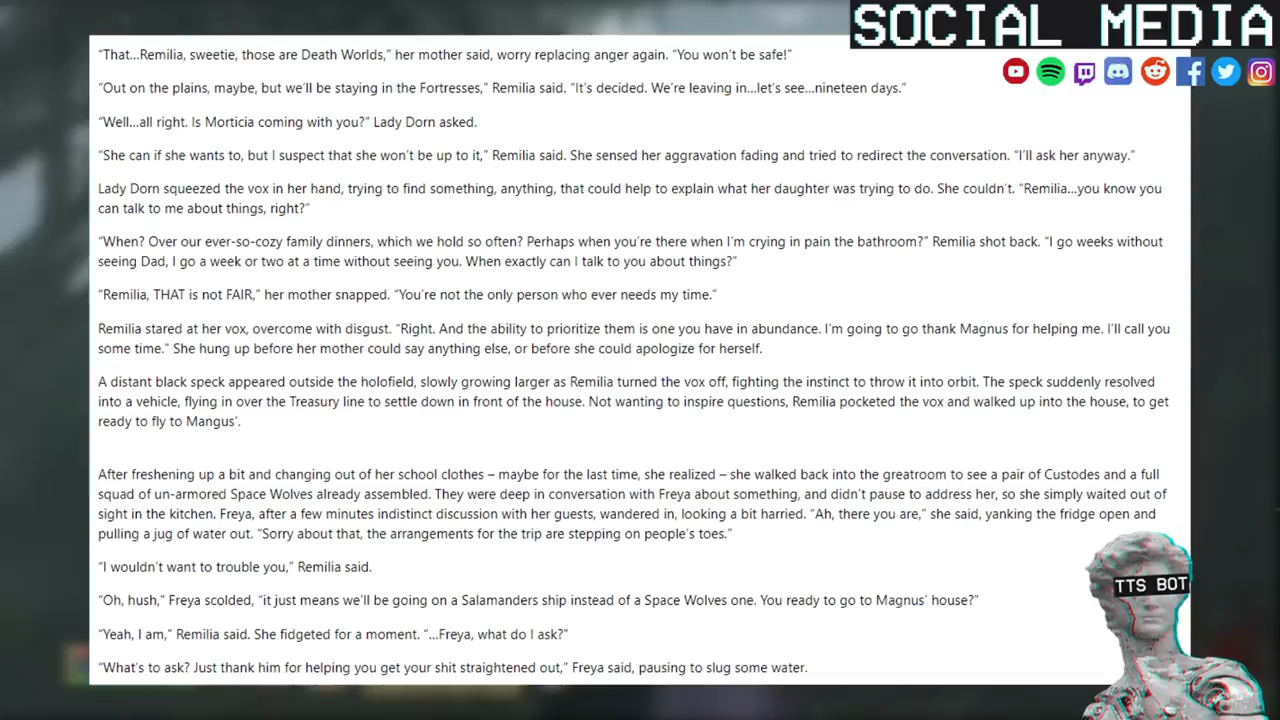 SOCIAL MEDIA
“That…Remilia, sweetie, those are Death Worlds,” her mother said, worry replacing anger again. “You won’t be safe!”
“Out on the plains, maybe, but we’ll be staying in the Fortresses,” Remilia said. “It’s decided. We’re leaving in…let’s see…nineteen days.”
“Well…all right. Is Morticia coming with you?” Lady Dorn asked.
“She can if she wants to, but I suspect that she won’t be up to it,” Remilia said. She sensed her aggravation fading and tried to redirect the conversation. “I’ll ask her anyway.”
Lady Dorn squeezed the vox in her hand, trying to find something, anything, that could help to explain what her daughter was trying to do. She couldn’t. “Remilia…you know you
can talk to me about things, right?”
“When? Over our ever-so-cozy family dinners, which we hold so often? Perhaps when you’re there when I’m crying in pain the bathroom?” Remilia shot back. “I go weeks without
seeing Dad, I go a week or two at a time without seeing you. When exactly can I talk to you about things?”
“Remilia, THAT is not FAIR,” her mother snapped. “You’re not the only person who ever needs my time.”
Remilia stared at her vox, overcome with disgust. “Right. And the ability to prioritize them is one you have in abundance. I’m going to go thank Magnus for helping me. I’ll call you
some time.” She hung up before her mother could say anything else, or before she could apologize for herself.
A distant black speck appeared outside the holofield, slowly growing larger as Remilia turned the vox off, fighting the instinct to throw it into orbit. The speck suddenly resolved
into a vehicle, flying in over the Treasury line to settle down in front of the house. Not wanting to inspire questions, Remilia pocketed the vox and walked up into the house, to get
ready to fly to Mangus’.
After freshening up a bit and changing out of her school clothes – maybe for the last time, she realized – she walked back into the greatroom to see a pair of Custodes and a full
squad of un-armored Space Wolves already assembled. They were deep in conversation with Freya about something, and didn’t pause to address her, so she simply waited out of
sight in the kitchen. Freya, after a few minutes indistinct discussion with her guests, wandered in, looking a bit harried. “Ah, there you are,” she said, yanking the fridge open and
pulling a jug of water out. “Sorry about that, the arrangements for the trip are stepping on people’s toes.”
“I wouldn’t want to trouble you,” Remilia said.
“Oh, hush,” Freya scolded, “it just means we’ll be going on a Salamanders ship instead of a Space Wolves one. You ready to go to Magnus’ house?”
“Yeah, I am,” Remilia said. She fidgeted for a moment. “…Freya, what do I ask?”
“What’s to ask? Just thank him for helping you get your shit straightened out,” Freya said, pausing to slug some water.
TTS BOT